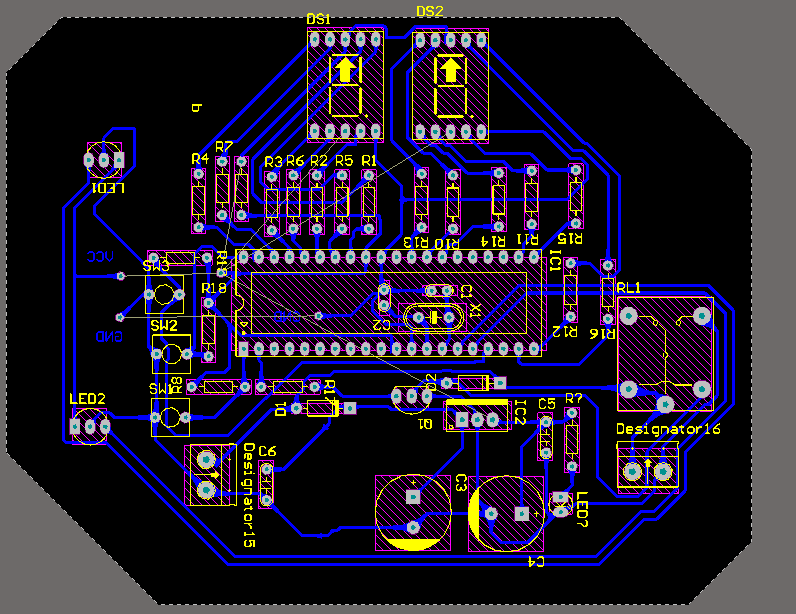 DS1
DS2
b
R7
R4
R3
R6
R2
R5
R1
LED1
R13
R10
R14
R11
R15
VCC
SW3
IC1
R18
C1
X1
C2
RL1
GND
GND
SW2
R12
R16
LED2
SW1
R8
R17
D1
D2
Q1
IC2
C5
R?
Designator16
Designator15
C6
C3
LED?
C4